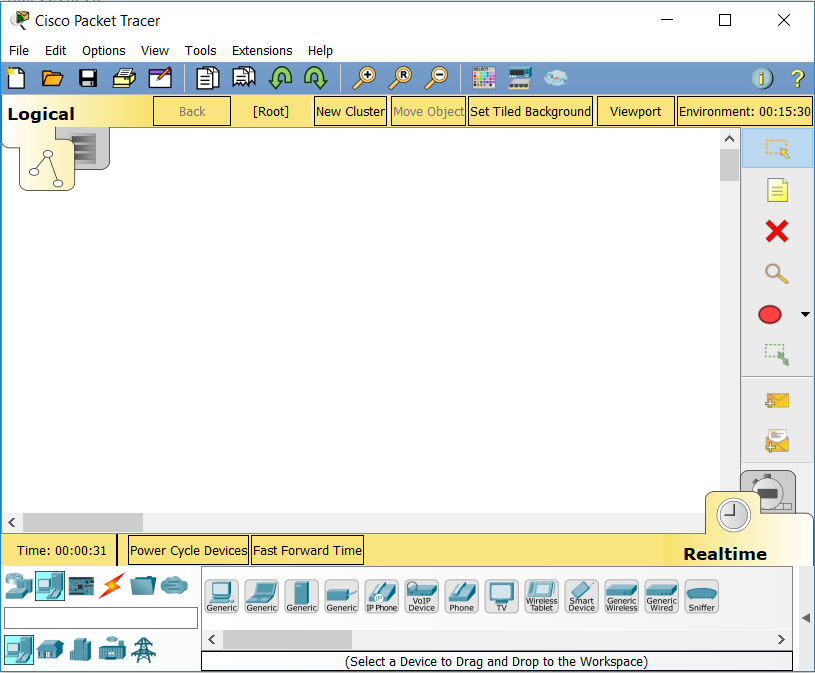 Cisco Packet Tracer
File Edit Options View Tools Extensions Help
SELECT
R
i ?
Logical Back [Root] New Cluster Move Object Set Tiled Background Viewport Environment: 00:15:30
Time: 00:00:31 Power Cycle Devices Fast Forward Time Realtime
IP
Generic Generic Generic Generic IP Phone VoIP Device Phone TV Wireless Tablet Smart Device Generic Wireless Generic Wired Sniffer
(Select a Device to Drag and Drop to the Workspace)